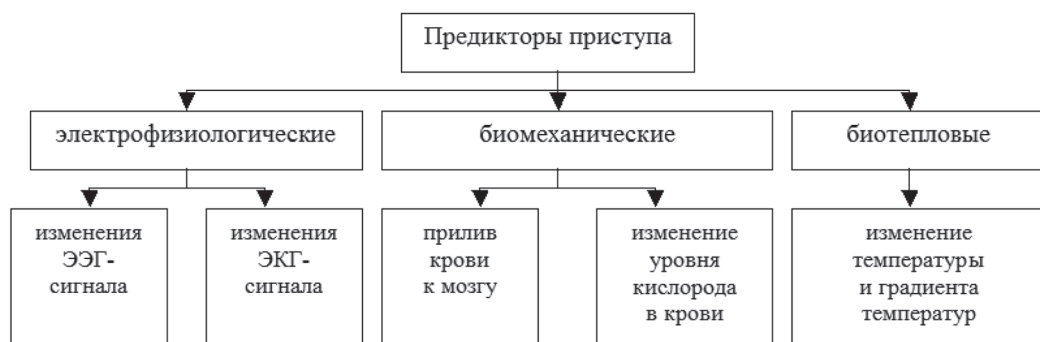 Предикторы приступа
электрофизиологические
биомеханические
биотепловые
изменения
ЭЭГ-
сигнала
изменения
ЭКГ-
сигнала
прилив
крови
к мозгу
изменение
уровня
кислорода
в крови
изменение
температуры
и градиента
температур